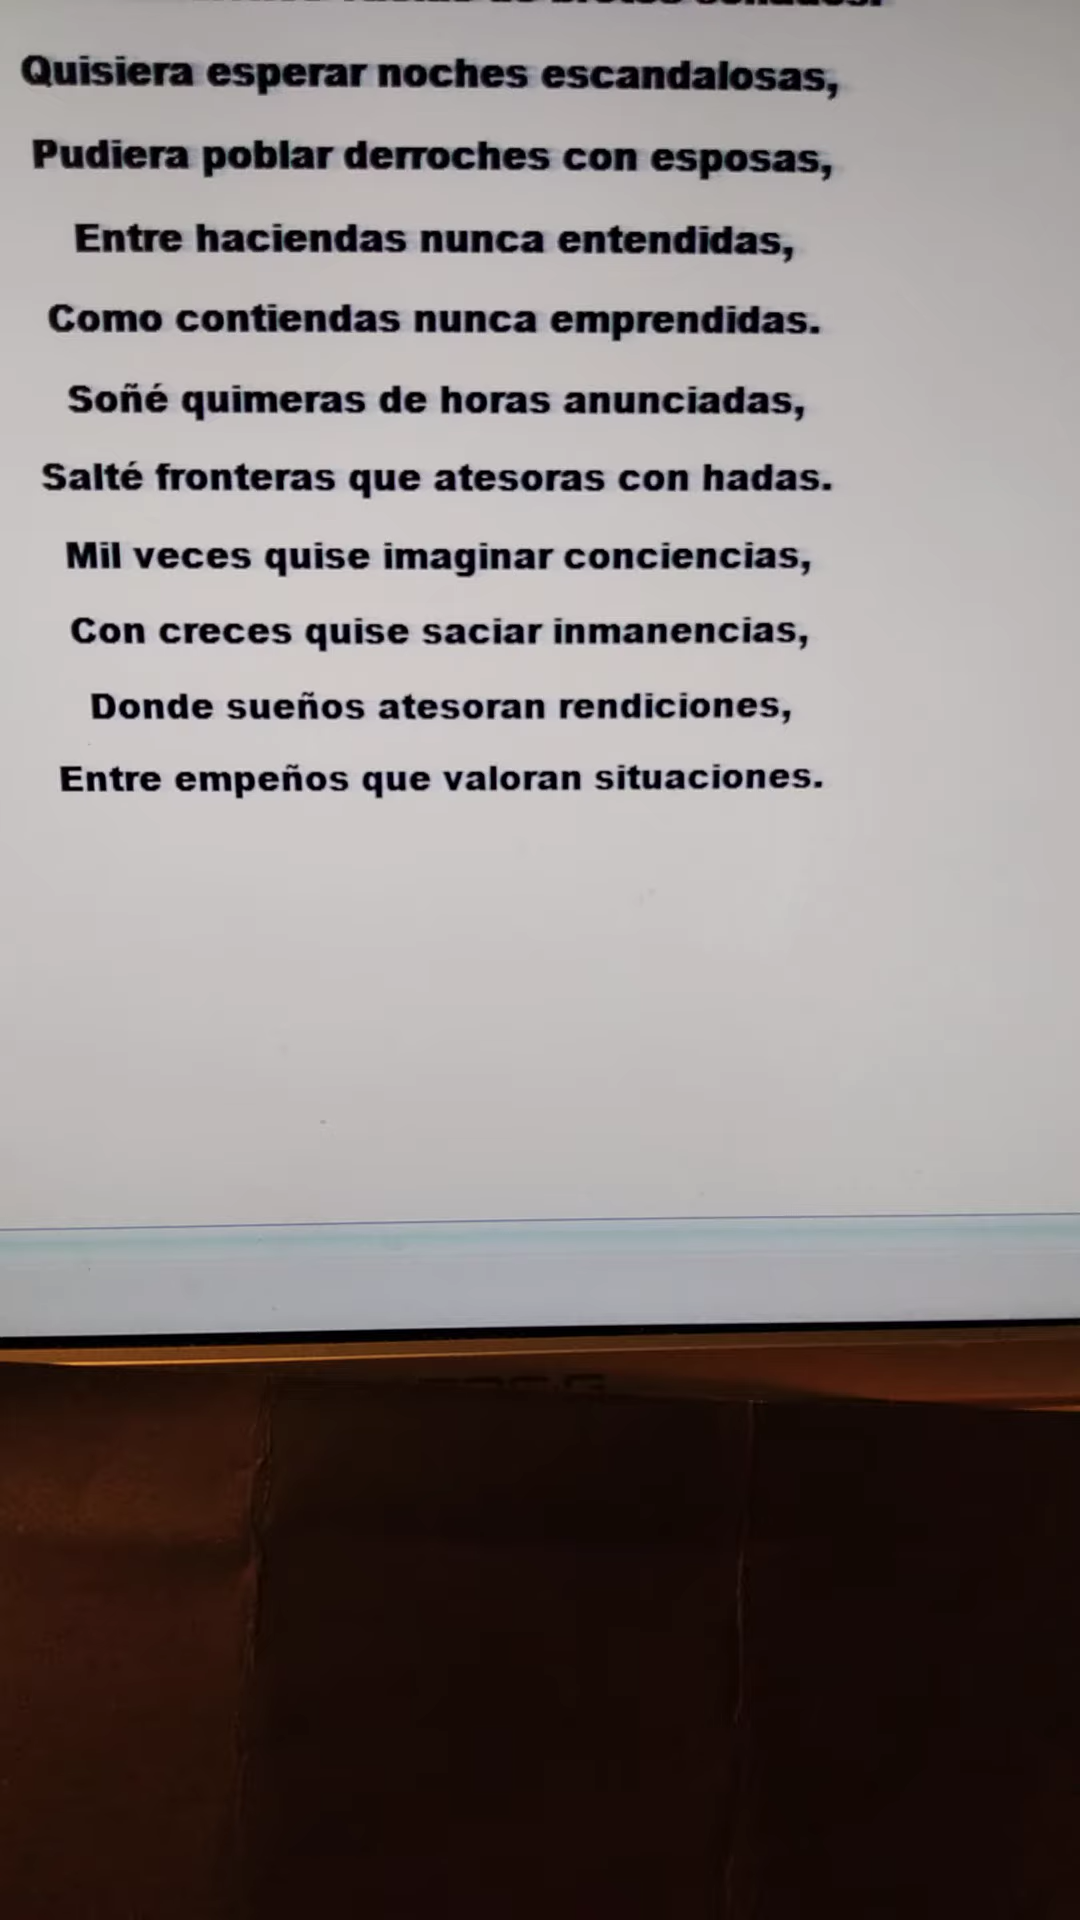 Quisiera esperar noches escandalosas,
Pudiera poblar derroches con esposas,
Entre haciendas nunca entendidas,
Como contiendas nunca emprendidas.
Soñé quimeras de horas anunciadas,
Salté fronteras que atesoras con hadas.
Mil veces quise imaginar conciencias,
Con creces quise saciar inmanencias,
Donde sueños atesoran rendiciones,
Entre empeños que valoran situaciones.